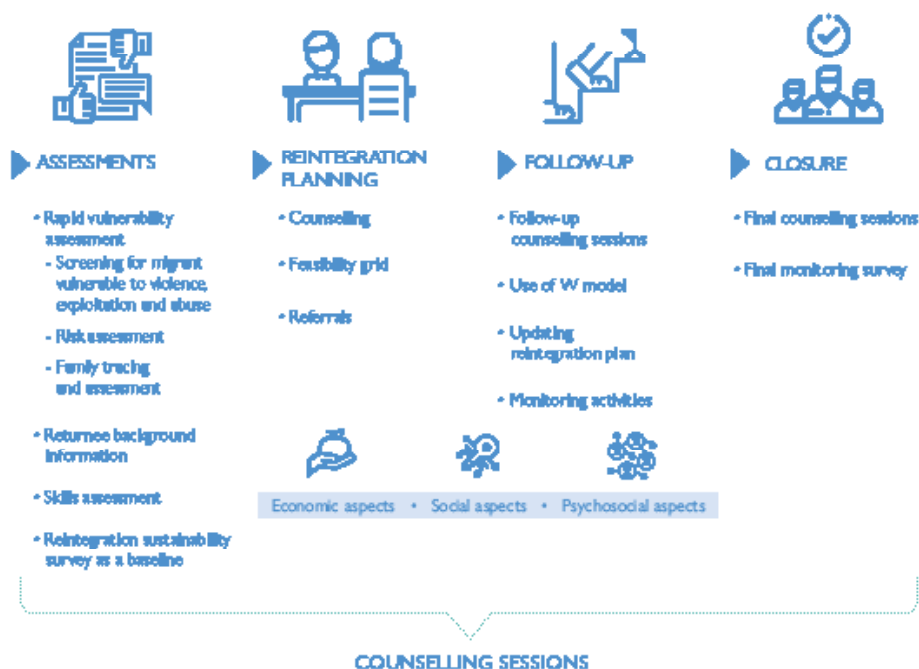 ASSESSMENTS
• Rapid vulnerability
assessment
- Screening for migrant
vulnerable to violence,
exploitation and abuse
- Risk assessment
- Family tracing
and assessment
• Returnee background
information
• Skills assessment
• Reintegration sustainability
survey as a baseline
REINTEGRATION
PLANNING
• Counselling
• Feasibility grid
• Referrals
FOLLOW-UP
• Follow-up
counselling sessions
• Use of W model
• Updating
reintegration plan
• Monitoring activities
CLOSURE
• Final counselling sessions
• Final monitoring survey
Economic aspects • Social aspects • Psychosocial aspects
COUNSELLING SESSIONS